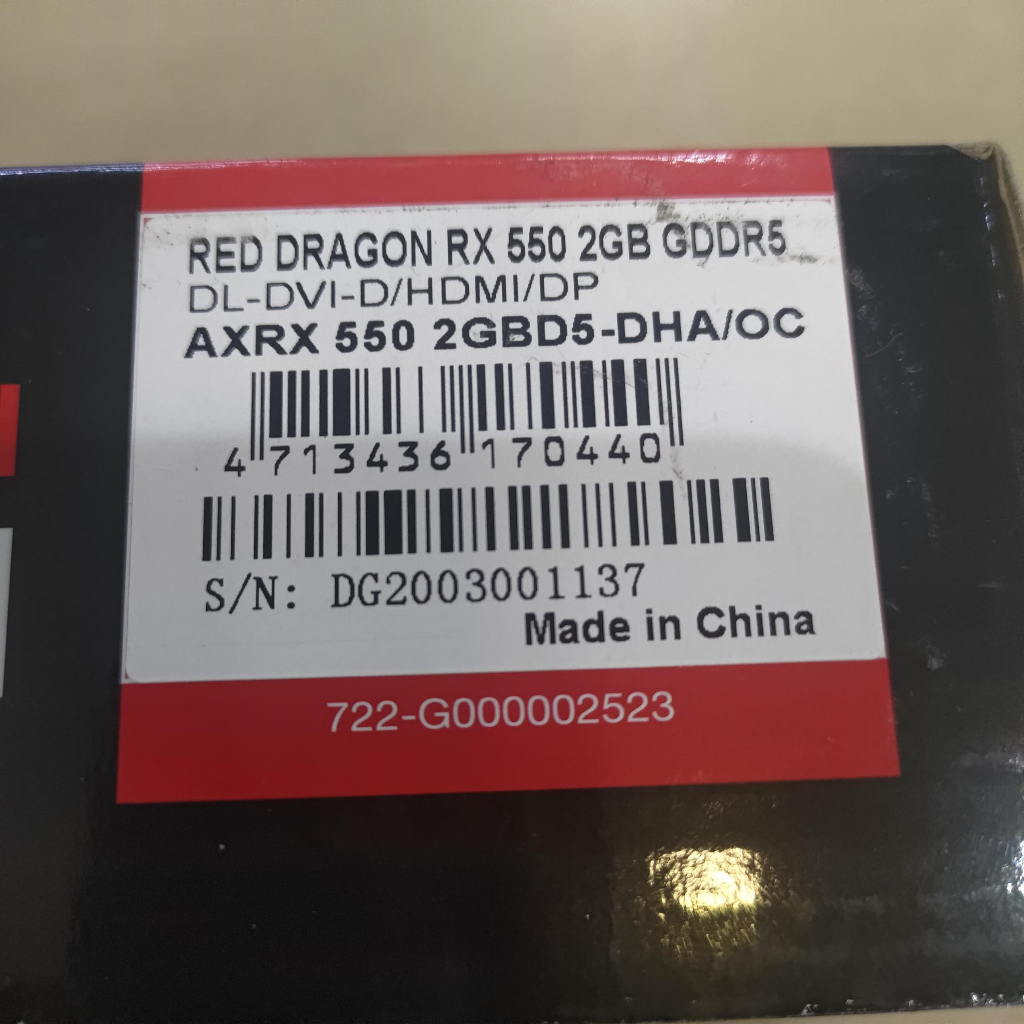 RED DRAGON RX 550 2GB GDDR5
DL-DVI-D/HDMI/DP
AXRX 550 2GBD5-DHA/OC
4 713436 170440
S/N: DG2003001137
Made in China
722-G000002523